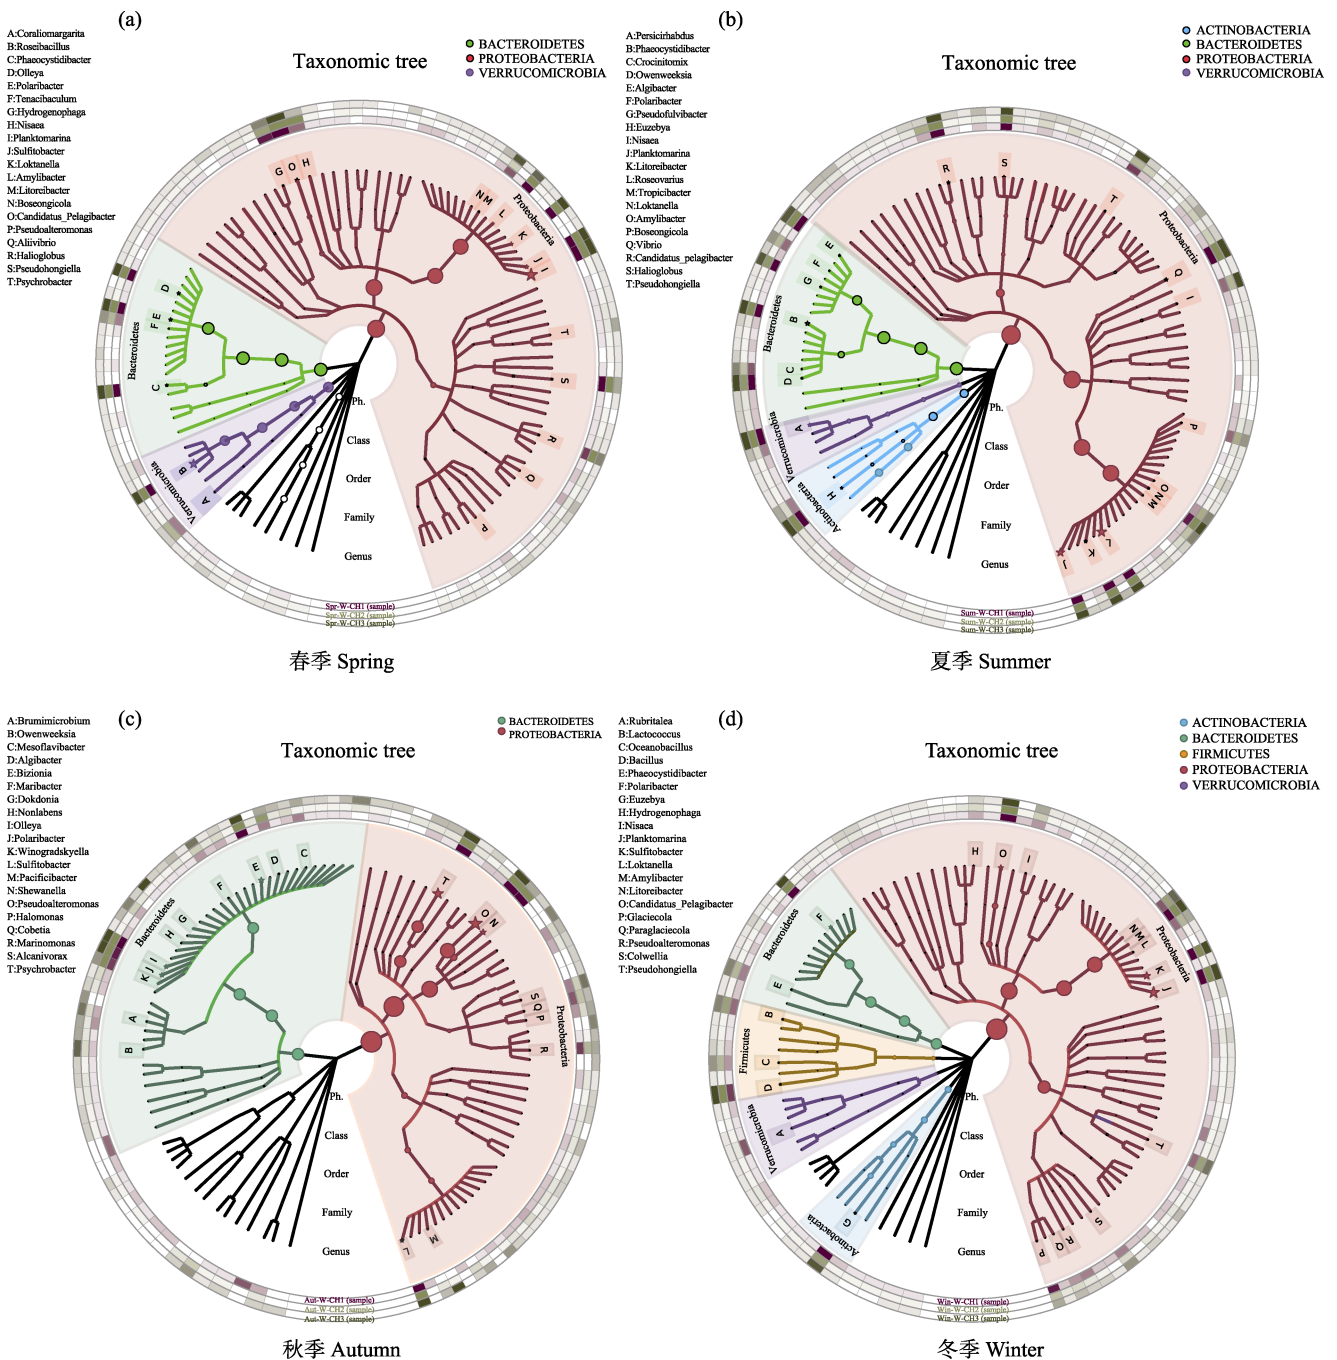 (a)
A:Coraliomargarita
B:Roseibacillus
C:Phaeocystidibacter
D:Olleya
E:Polaribacter
F:Tenacibaculum
G:Hydrogenophaga
H:Nisaea
I:Planktomarina
J:Sulfitobacter
K:Loktanella
L:Amylibacter
M:Litoreibacter
N:Boseongicola
O:Candidatus_Pelagibacter
P:Pseudoalteromonas
Q:Aliivibrio
R:Halioglobus
S:Pseudohongiella
T:Psychrobacter
Taxonomic tree
BACTEROIDETES
PROTEOBACTERIA
VERRUCOMICROBIA
G O H
N M L
K
J I
T
S
R
Q
P
D
F E
C
B
A
Proteobacteria
Bacteroidetes
Verrucomicrobia
Ph.
Class
Order
Family
Genus
Spr-W-CH1 (sample)
Spr-W-CH2 (sample)
Spr-W-CH3 (sample)
春季 Spring
(b)
A:Persicirhabdus
B:Phaeocystidibacter
C:Crocinitomix
D:Owenweeksia
E:Algibacter
F:Polaribacter
G:Pseudofulvibacter
H:Euzebya
I:Nisaea
J:Planktomarina
K:Litoreibacter
L:Roseovarius
M:Tropicibacter
N:Loktanella
O:Amylibacter
P:Boseongicola
Q:Vibrio
R:Candidatus_pelagibacter
S:Halioglobus
T:Pseudohongiella
Taxonomic tree
ACTINOBACTERIA
BACTEROIDETES
PROTEOBACTERIA
VERRUCOMICROBIA
R
S
T
Q
I
P
O N M
L
K
J
E
G F
B
D C
A
H
Proteobacteria
Bacteroidetes
Verrucomicrobia
Actinobacteria
Ph.
Class
Order
Family
Genus
Sum-W-CH1 (sample)
Sum-W-CH2 (sample)
Sum-W-CH3 (sample)
夏季 Summer
(c)
A:Brumimicrobium
B:Owenweeksia
C:Mesoflavibacter
D:Algibacter
E:Bizionia
F:Maribacter
G:Dokdonia
H:Nonlabens
I:Olleya
J:Polaribacter
K:Winogradskyella
L:Sulfitobacter
M:Pacificibacter
N:Shewanella
O:Pseudoalteromonas
P:Halomonas
Q:Cobetia
R:Marinomonas
S:Alcanivorax
T:Psychrobacter
Taxonomic tree
BACTEROIDETES
PROTEOBACTERIA
F
E D C
H G
K J I
A
B
T
O N
S Q P
R
M
L
Bacteroidetes
Proteobacteria
Ph.
Class
Order
Family
Genus
Aut-W-CH1 (sample)
Aut-W-CH2 (sample)
Aut-W-CH3 (sample)
秋季 Autumn
(d)
A:Rubritalea
B:Lactococcus
C:Oceanobacillus
D:Bacillus
E:Phaeocystidibacter
F:Polaribacter
G:Euzebya
H:Hydrogenophaga
I:Nisaea
J:Planktomarina
K:Sulfitobacter
L:Loktanella
M:Amylibacter
N:Litoreibacter
O:Candidatus_Pelagibacter
P:Glaciecola
Q:Paraglaciecola
R:Pseudoalteromonas
S:Colwellia
T:Pseudohongiella
Taxonomic tree
ACTINOBACTERIA
BACTEROIDETES
FIRMICUTES
PROTEOBACTERIA
VERRUCOMICROBIA
H O I
N M L
K
J
T
S
R Q
P
F
E
B
C
D
A
G
Proteobacteria
Bacteroidetes
Firmicutes
Verrucomicrobia
Actinobacteria
Ph.
Class
Order
Family
Genus
Win-W-CH1 (sample)
Win-W-CH2 (sample)
Win-W-CH3 (sample)
冬季 Winter